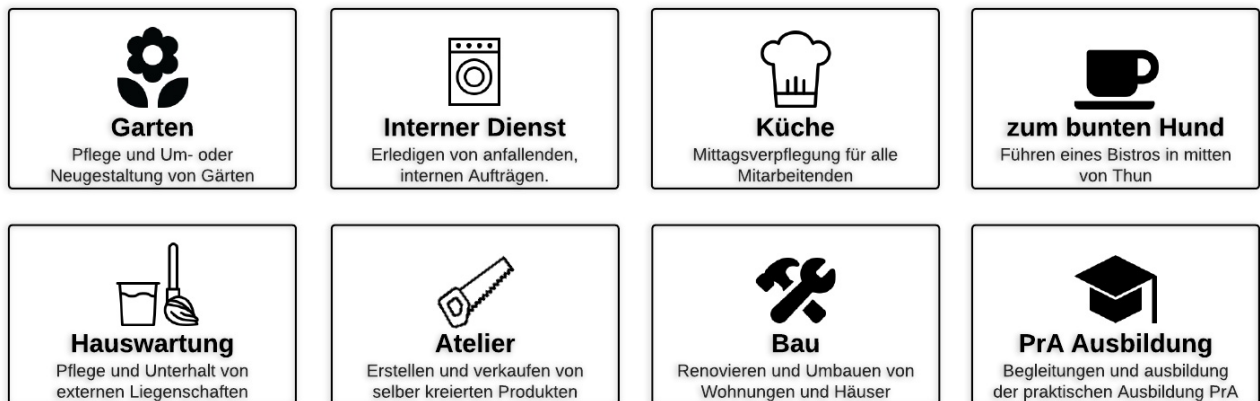 Garten
Pflege und Um- oder
Neugestaltung von Gärten
Interner Dienst
Erledigen von anfallenden,
internen Aufträgen.
Küche
Mittagsverpflegung für alle
Mitarbeitenden
zum bunten Hund
Führen eines Bistros in mitten
von Thun
Hauswartung
Pflege und Unterhalt von
externen Liegenschaften
Atelier
Erstellen und verkaufen von
selber kreierten Produkten
Bau
Renovieren und Umbauen von
Wohnungen und Häuser
PrA Ausbildung
Begleitungen und ausbildung
der praktischen Ausbildung PrA